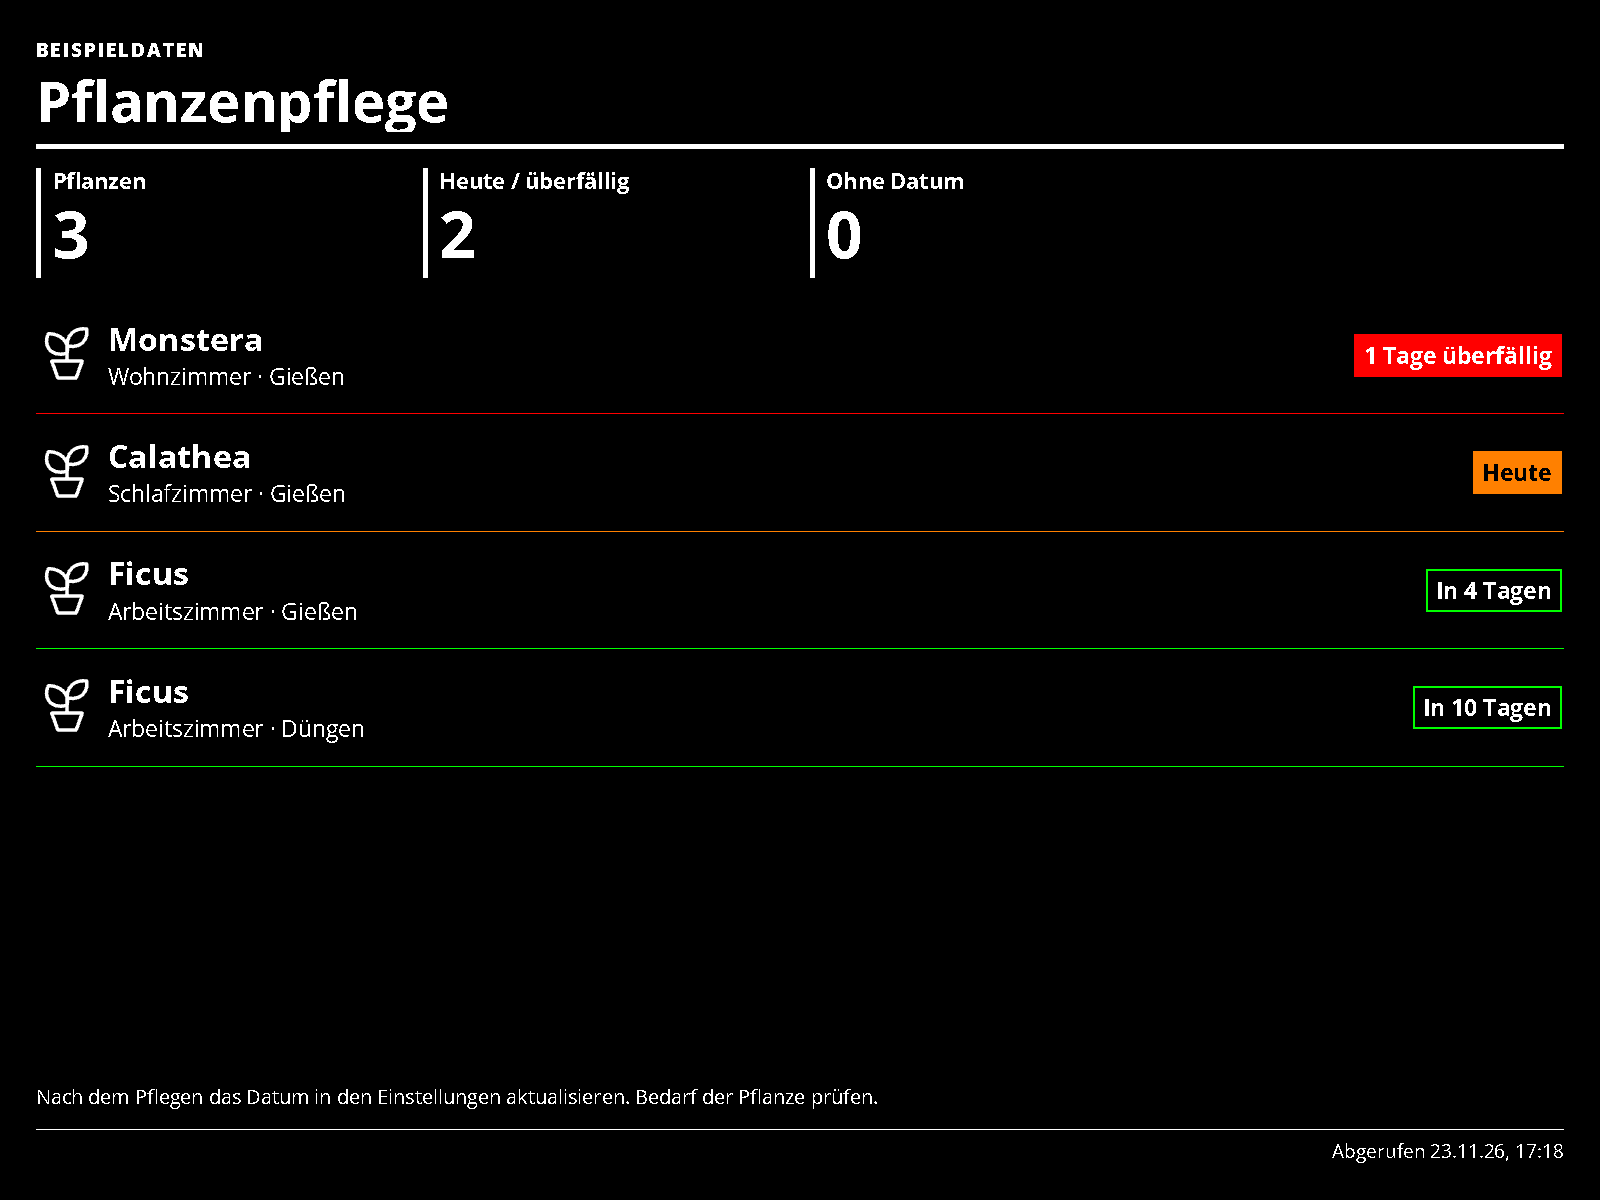 BEISPIELDATEN
Pflanzenpflege
Pflanzen
3
Heute / überfällig
2
Ohne Datum
0
Monstera
Wohnzimmer · Gießen
1 Tage überfällig
Calathea
Schlafzimmer · Gießen
Heute
Ficus
Arbeitszimmer · Gießen
In 4 Tagen
Ficus
Arbeitszimmer · Düngen
In 10 Tagen
Nach dem Pflegen das Datum in den Einstellungen aktualisieren. Bedarf der Pflanze prüfen.
Abgerufen 23.11.26, 17:18